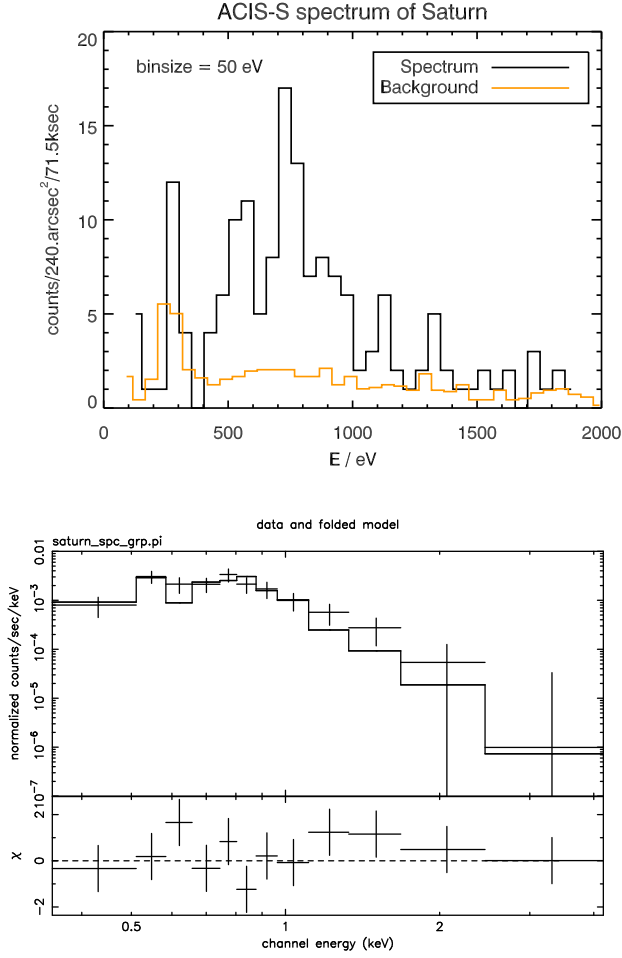 ACIS-S spectrum of Saturn
binsize = 50 eV
Spectrum
Background
counts/240.arcsec²/71.5ksec
20
15
10
5
0
0 500 1000 1500 2000
E / eV
data and folded model
saturn_spc_grp.pi
normalized counts/sec/keV
0.01
10⁻³
10⁻⁴
10⁻⁵
10⁻⁶
10⁻⁷
χ
2
0
-2
0.5 1 2
channel energy (keV)